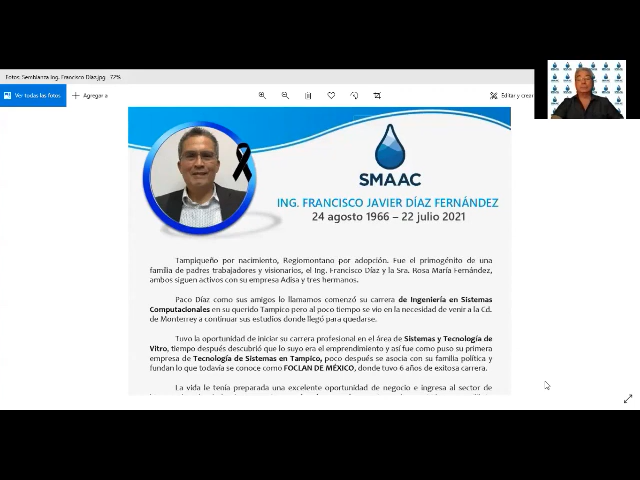 Fotos: Semblanza Ing. Francisco Díaz.jpg 72%
Ver todas las fotos
Agregar a
Editar y crear
SMAAC
ING. FRANCISCO JAVIER DÍAZ FERNÁNDEZ
24 agosto 1966 – 22 julio 2021
Tampiqueño por nacimiento, Regiomontano por adopción. Fue el primogénito de una
familia de padres trabajadores y visionarios, el Ing. Francisco Díaz y la Sra. Rosa María Fernández,
ambos siguen activos con su empresa Adisa y tres hermanos.
Paco Díaz como sus amigos lo llamamos comenzó su carrera de Ingeniería en Sistemas
Computacionales en su querido Tampico pero al poco tiempo se vio en la necesidad de venir a la Cd.
de Monterrey a continuar sus estudios donde llegó para quedarse.
Tuvo la oportunidad de iniciar su carrera profesional en el área de Sistemas y Tecnología de
Vitro, tiempo después descubrió que lo suyo era el emprendimiento y así fue como puso su primera
empresa de Tecnología de Sistemas en Tampico, poco después se asocia con su familia política y
fundan lo que todavía se conoce como FOCLAN DE MÉXICO, donde tuvo 6 años de exitosa carrera.
La vida le tenía preparada una excelente oportunidad de negocio e ingresa al sector de